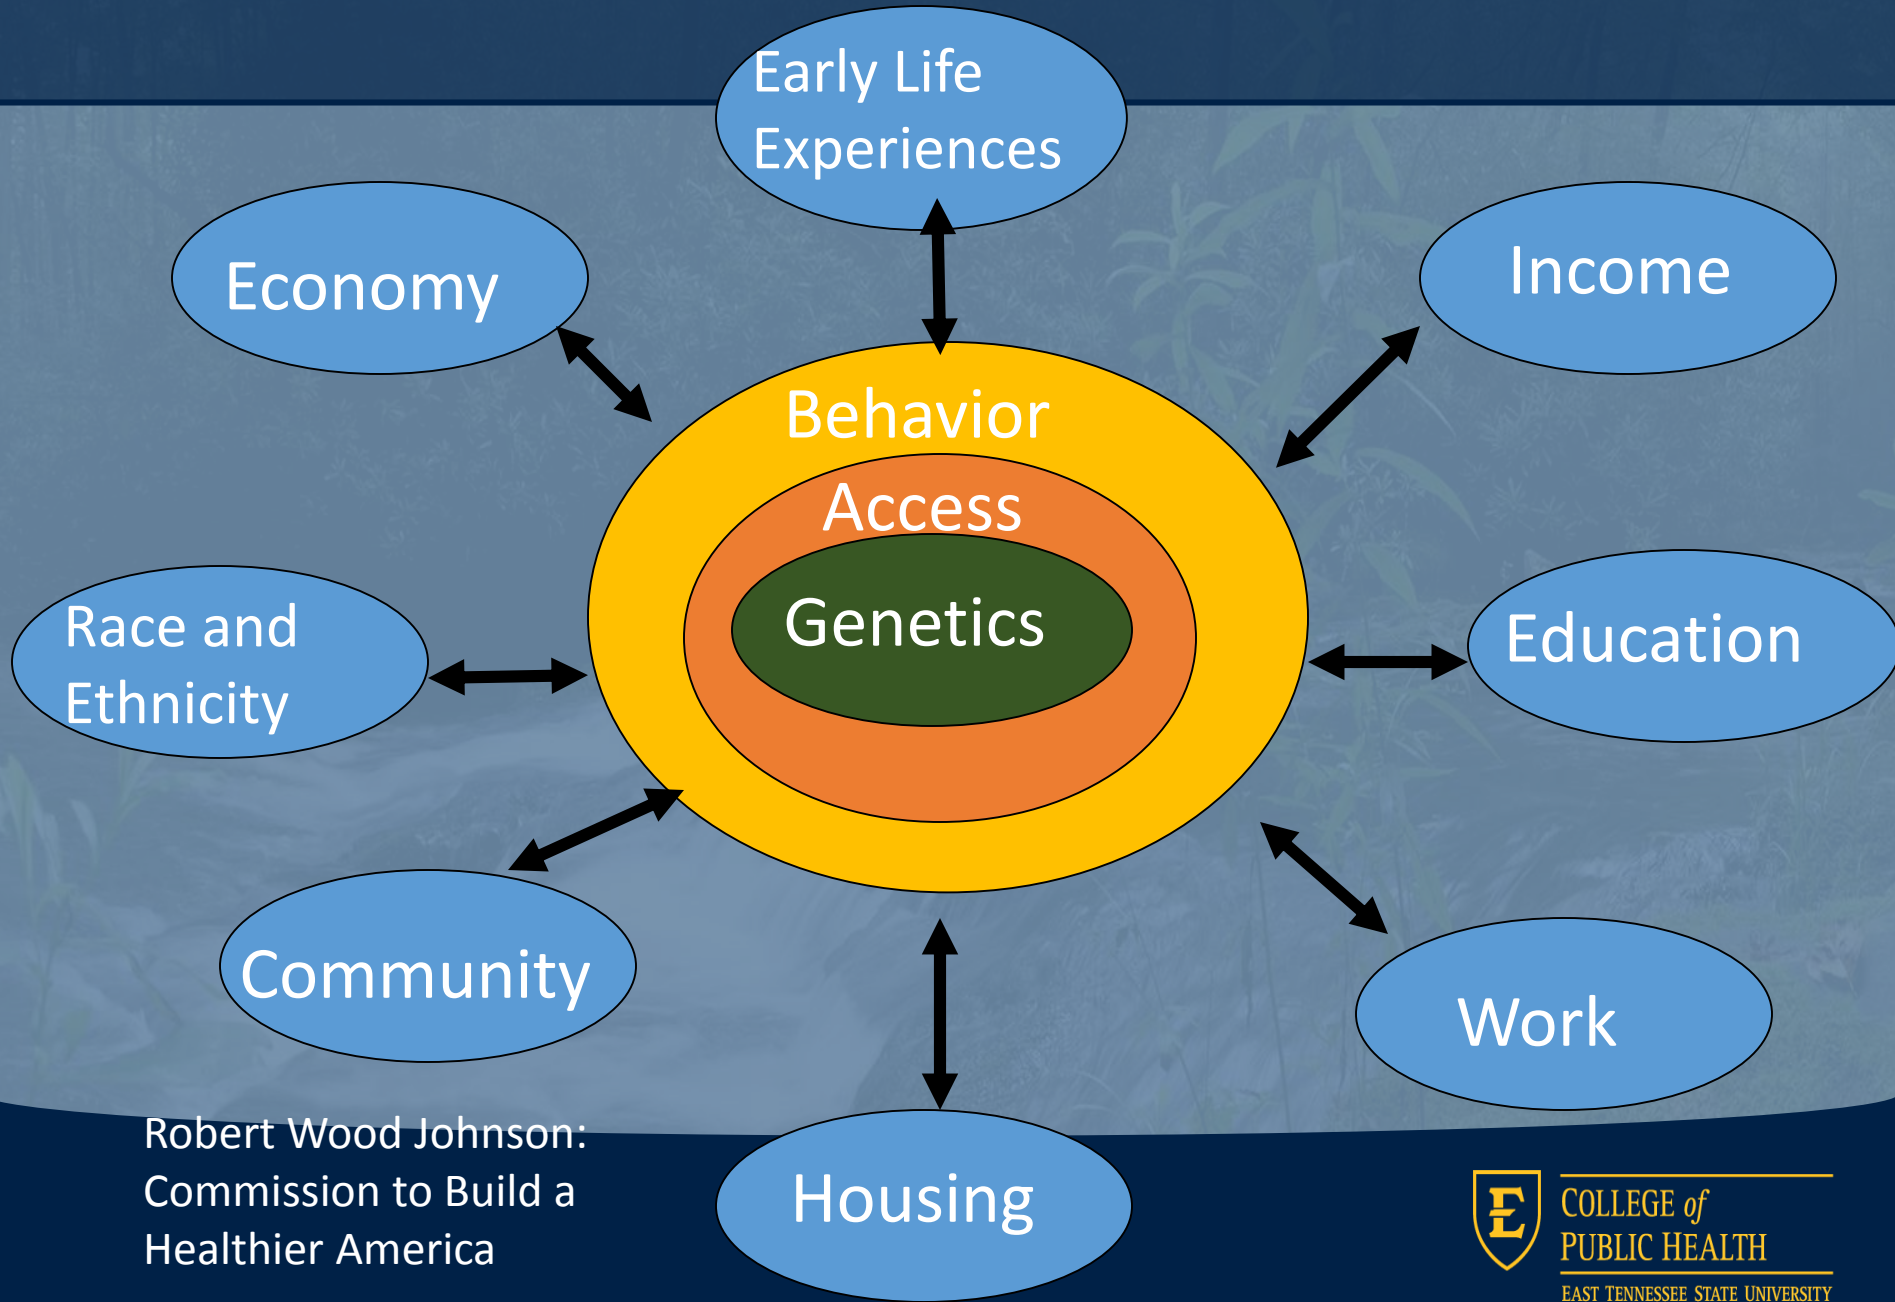 Early Life
Experiences
Economy
Income
Behavior
Access
Genetics
Race and
Ethnicity
Education
Community
Work
Housing
Robert Wood Johnson:
Commission to Build a
Healthier America
E
COLLEGE of
PUBLIC HEALTH
EAST TENNESSEE STATE UNIVERSITY